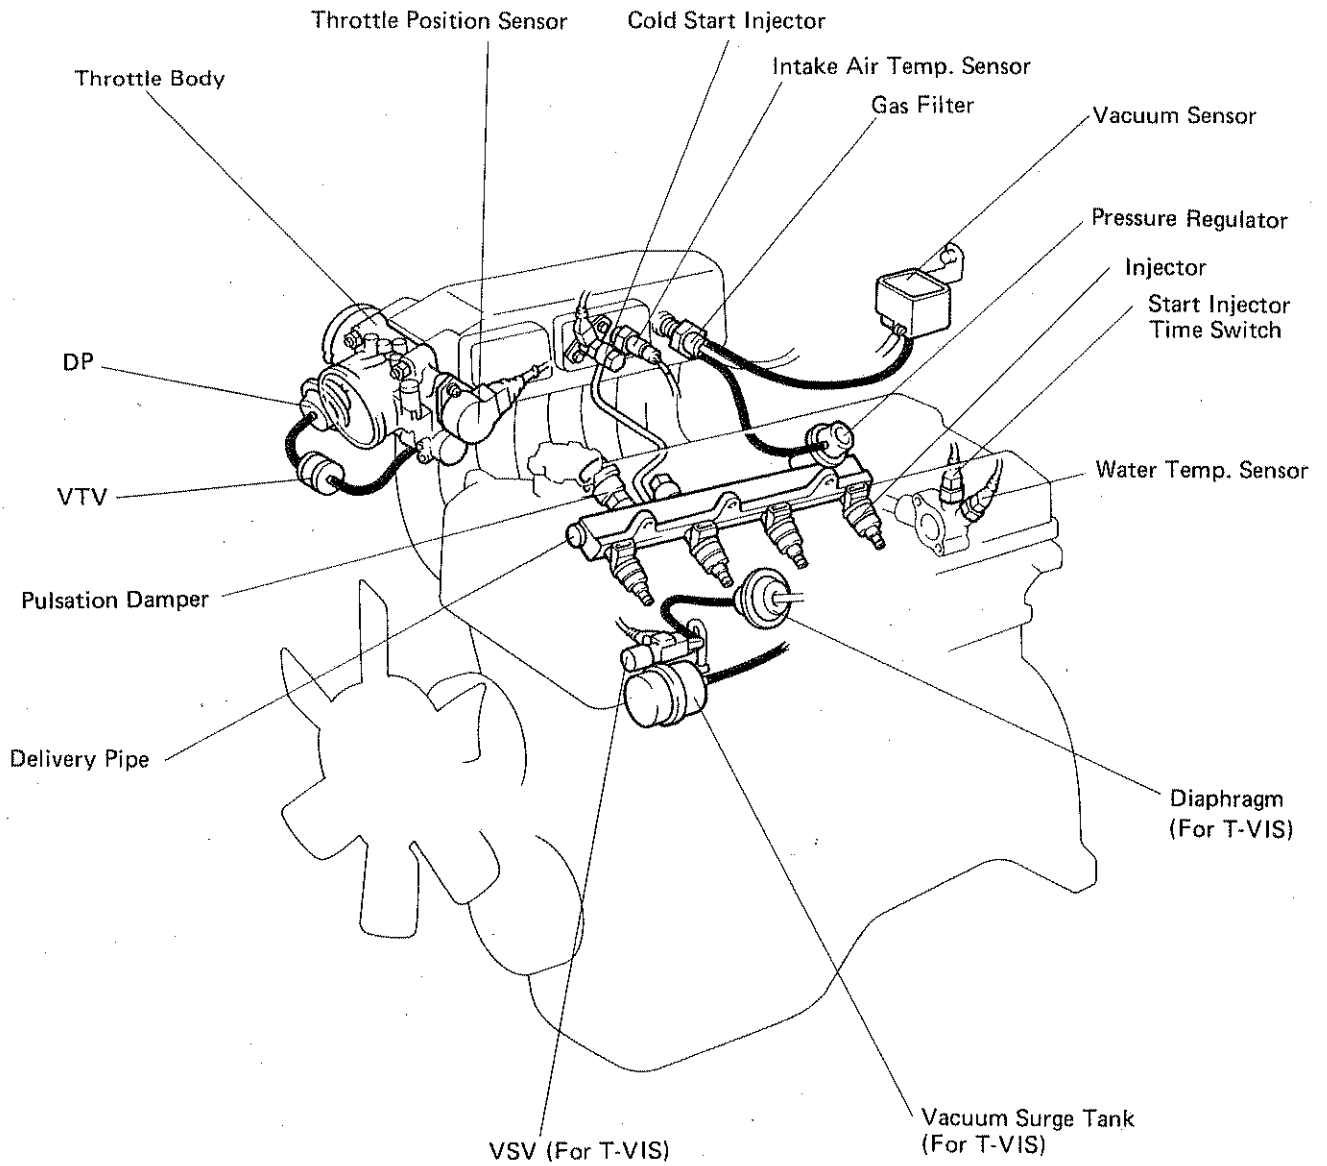 Throttle Position Sensor
Cold Start Injector
Throttle Body
Intake Air Temp. Sensor
Gas Filter
Vacuum Sensor
Pressure Regulator
Injector
Start Injector
Time Switch
DP
VTV
Water Temp. Sensor
Pulsation Damper
Delivery Pipe
Diaphragm
(For T-VIS)
VSV (For T-VIS)
Vacuum Surge Tank
(For T-VIS)